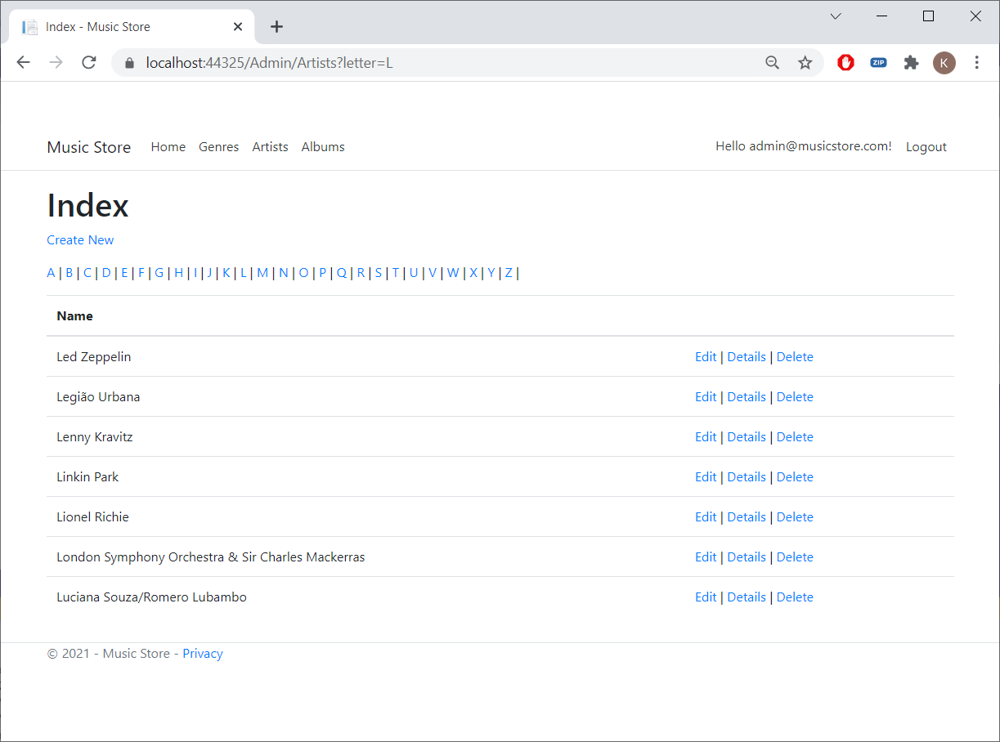 Index - Music Store
localhost:44325/Admin/Artists?letter=L
ZIP
K
Music Store Home Genres Artists Albums Hello admin@musicstore.com! Logout
Index
Create New
A | B | C | D | E | F | G | H | I | J | K | L | M | N | O | P | Q | R | S | T | U | V | W | X | Y | Z |
Name
Led Zeppelin Edit | Details | Delete
Legião Urbana Edit | Details | Delete
Lenny Kravitz Edit | Details | Delete
Linkin Park Edit | Details | Delete
Lionel Richie Edit | Details | Delete
London Symphony Orchestra & Sir Charles Mackerras Edit | Details | Delete
Luciana Souza/Romero Lubambo Edit | Details | Delete
© 2021 - Music Store - Privacy